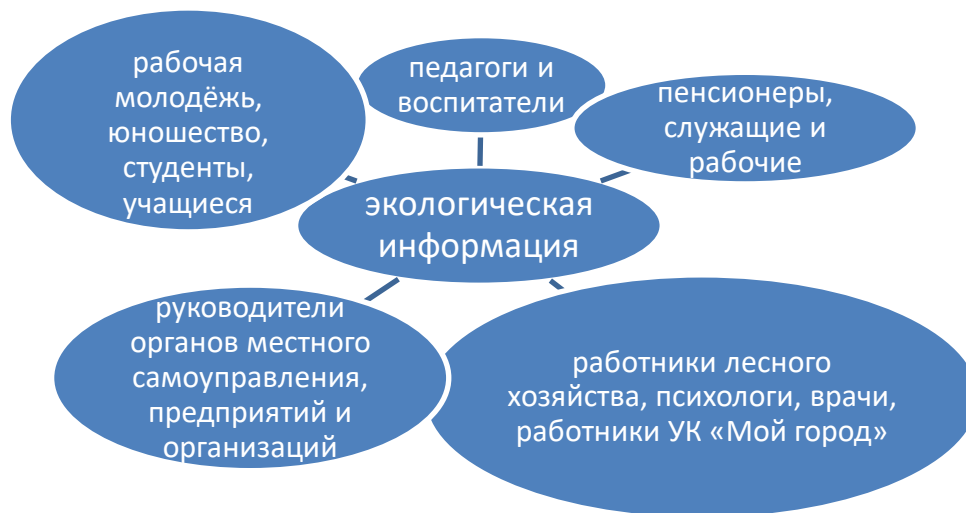 рабочая
молодёжь,
юношество,
студенты,
учащиеся
педагоги и
воспитатели
пенсионеры,
служащие и
рабочие
экологическая
информация
руководители
органов местного
самоуправления,
предприятий и
организаций
работники лесного
хозяйства, психологи, врачи,
работники УК «Мой город»